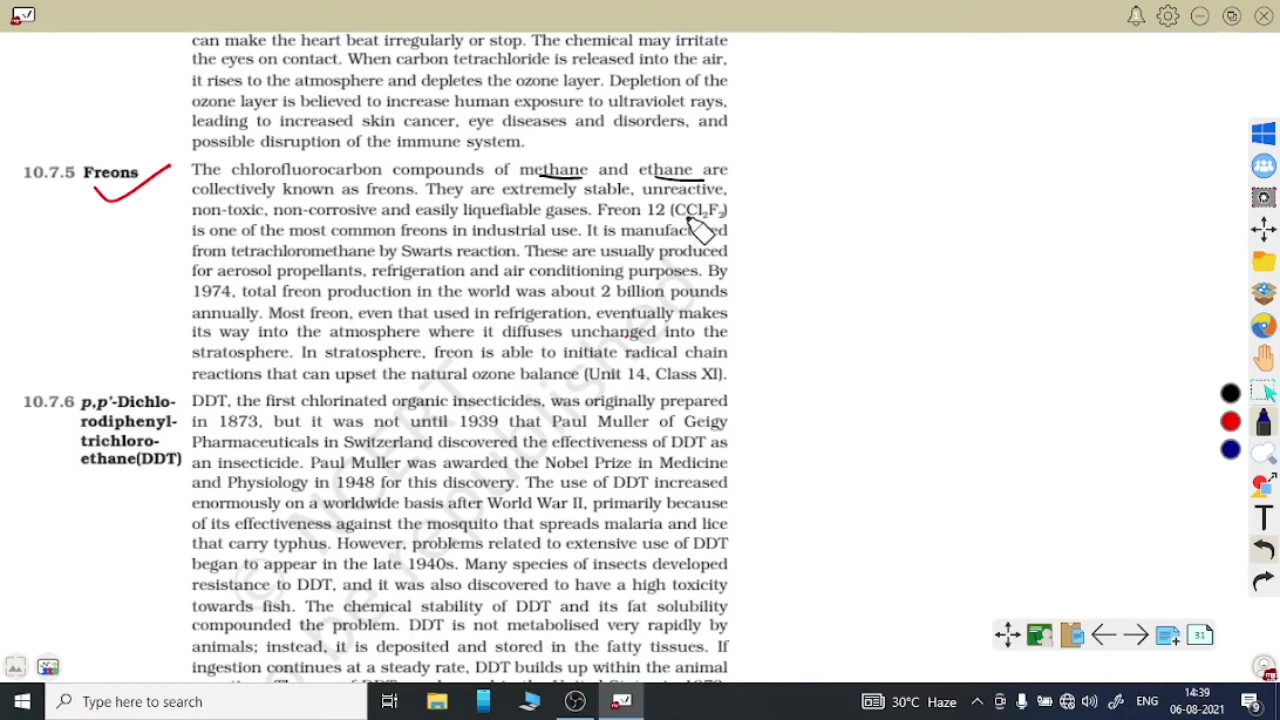 can make the heart beat irregularly or stop. The chemical may irritate
the eyes on contact. When carbon tetrachloride is released into the air,
it rises to the atmosphere and depletes the ozone layer. Depletion of the
ozone layer is believed to increase human exposure to ultraviolet rays,
leading to increased skin cancer, eye diseases and disorders, and
possible disruption of the immune system.
10.7.5 Freons
The chlorofluorocarbon compounds of methane and ethane are
collectively known as freons. They are extremely stable, unreactive,
non-toxic, non-corrosive and easily liquefiable gases. Freon 12 (CCl₂F₂)
is one of the most common freons in industrial use. It is manufactured
from tetrachloromethane by Swarts reaction. These are usually produced
for aerosol propellants, refrigeration and air conditioning purposes. By
1974, total freon production in the world was about 2 billion pounds
annually. Most freon, even that used in refrigeration, eventually makes
its way into the atmosphere where it diffuses unchanged into the
stratosphere. In stratosphere, freon is able to initiate radical chain
reactions that can upset the natural ozone balance (Unit 14, Class XI).
10.7.6 p,p′-Dichlo-
rodiphenyl-
trichloro-
ethane(DDT)
DDT, the first chlorinated organic insecticides, was originally prepared
in 1873, but it was not until 1939 that Paul Muller of Geigy
Pharmaceuticals in Switzerland discovered the effectiveness of DDT as
an insecticide. Paul Muller was awarded the Nobel Prize in Medicine
and Physiology in 1948 for this discovery. The use of DDT increased
enormously on a worldwide basis after World War II, primarily because
of its effectiveness against the mosquito that spreads malaria and lice
that carry typhus. However, problems related to extensive use of DDT
began to appear in the late 1940s. Many species of insects developed
resistance to DDT, and it was also discovered to have a high toxicity
towards fish. The chemical stability of DDT and its fat solubility
compounded the problem. DDT is not metabolised very rapidly by
animals; instead, it is deposited and stored in the fatty tissues. If
ingestion continues at a steady rate, DDT builds up within the animal
© NCERT
be republished
T
31
Type here to search
30°C Haze
ENG
14:39
06-08-2021
9